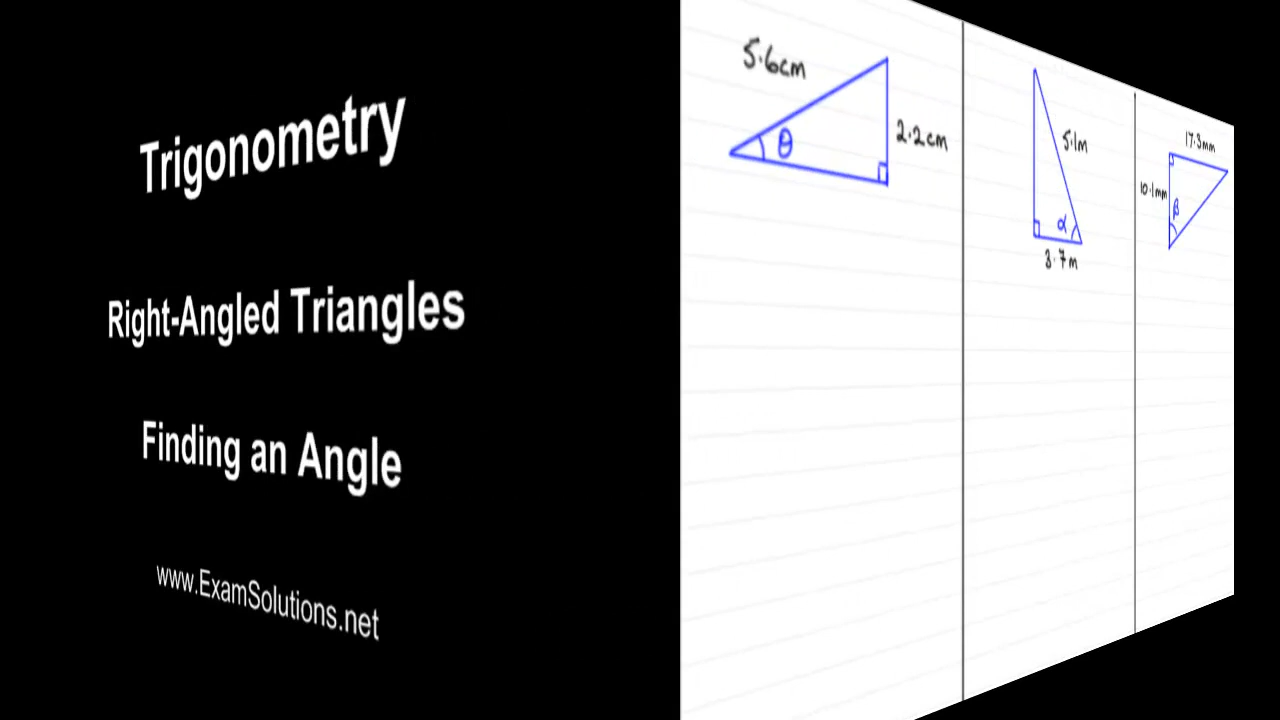 Trigonometry
Right-Angled Triangles
Finding an Angle
www.ExamSolutions.net
5.6cm
2.2cm
θ
5.1m
α
3.7m
17.3mm
10.1mm
β